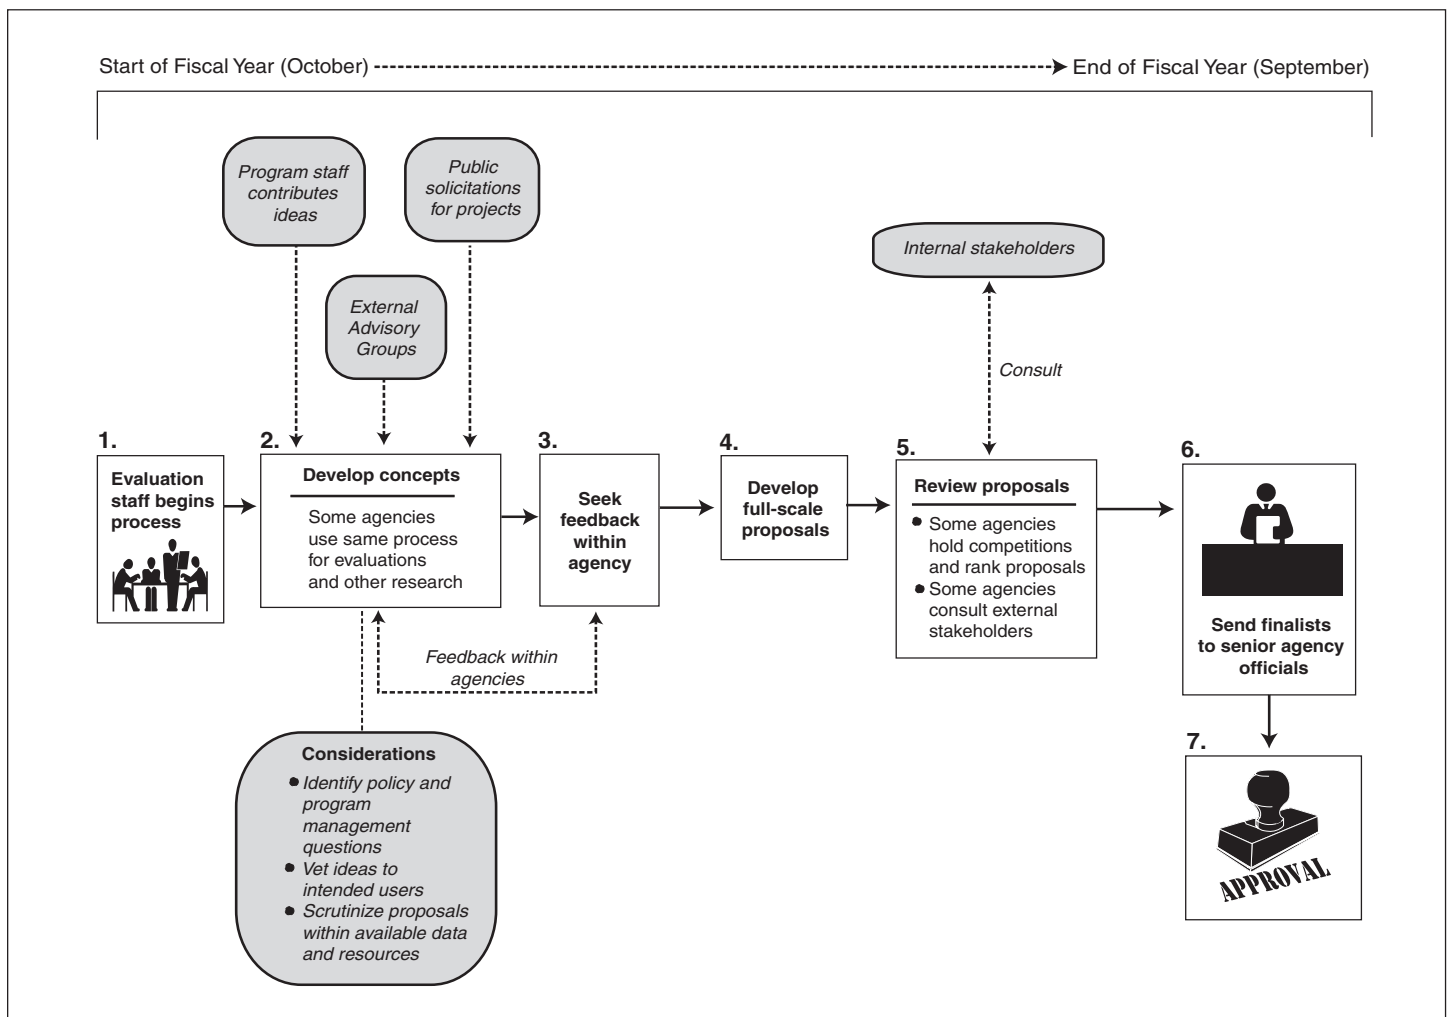 Start of Fiscal Year (October)
End of Fiscal Year (September)
Program staff
contributes
ideas
Public
solicitations
for projects
External
Advisory
Groups
Internal stakeholders
Consult
1.
Evaluation
staff begins
process
2.
Develop concepts
Some agencies
use same process
for evaluations
and other research
3.
Seek
feedback
within
agency
4.
Develop
full-scale
proposals
5.
Review proposals
Some agencies
hold competitions
and rank proposals
Some agencies
consult external
stakeholders
6.
Send finalists
to senior agency
officials
Feedback within
agencies
7.
APPROVAL
Considerations
Identify policy and
program
management
questions
Vet ideas to
intended users
Scrutinize proposals
within available data
and resources